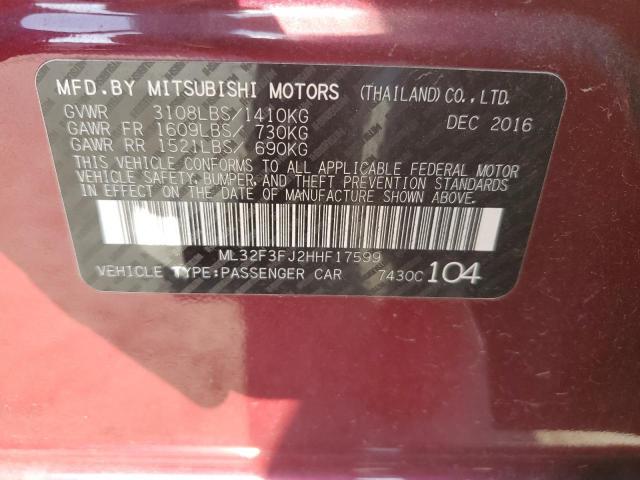 MFD.BY MITSUBISHI MOTORS (THAILAND) CO.,LTD.
GVWR 3108LBS/1410KG DEC 2016
GAWR FR 1609LBS/ 730KG
GAWR RR 1521LBS/ 690KG
THIS VEHICLE CONFORMS TO ALL APPLICABLE FEDERAL MOTOR
VEHICLE SAFETY, BUMPER, AND THEFT PREVENTION STANDARDS
IN EFFECT ON THE DATE OF MANUFACTURE SHOWN ABOVE.
ML32F3FJ2HHF17599
VEHICLE TYPE:PASSENGER CAR 7430C 104